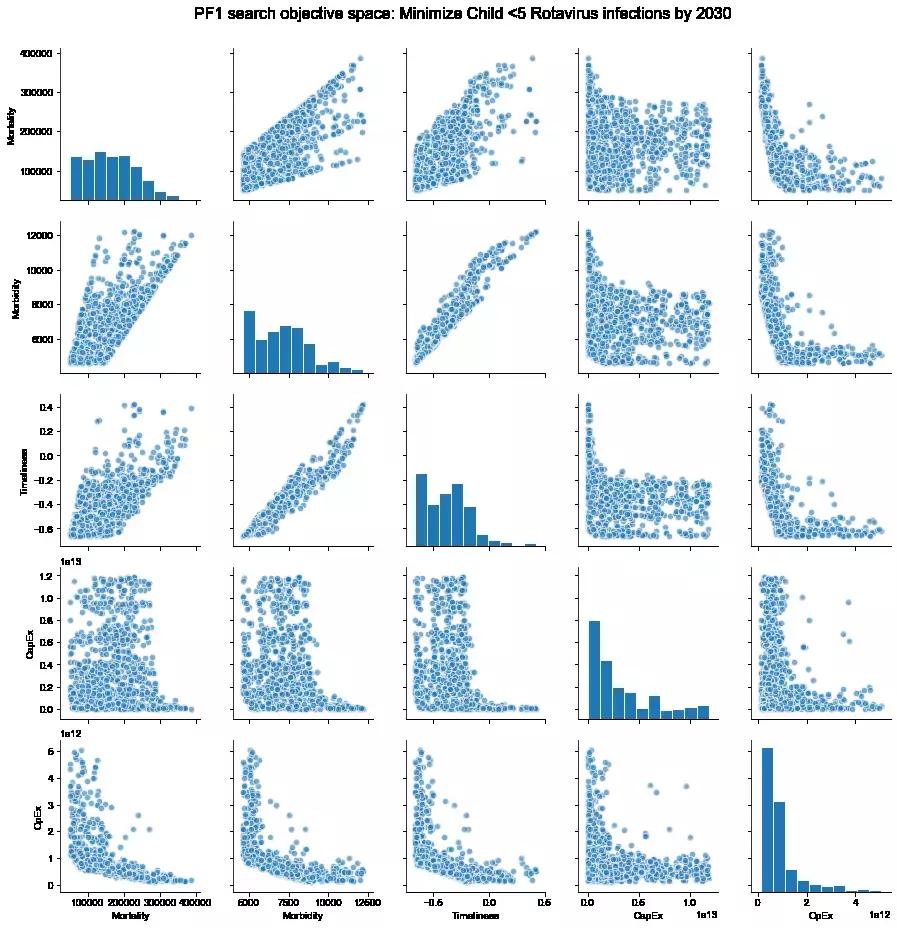 PF1 search objective space: Minimize Child <5 Rotavirus infections by 2030
400000
300000
200000
100000
Mortality
12000
10000
8000
6000
Morbidity
0.4
0.2
0.0
−0.2
−0.4
−0.6
Timeliness
1e13
1.2
1.0
0.8
0.6
0.4
0.2
0.0
CapEx
1e12
5
4
3
2
1
0
OpEx
100000 200000 300000 400000
Mortality
5000 7500 10000 12500
Morbidity
−0.6 0.0 0.6
Timeliness
0.0 0.5 1.0
CapEx 1e13
0 2 4
OpEx 1e12